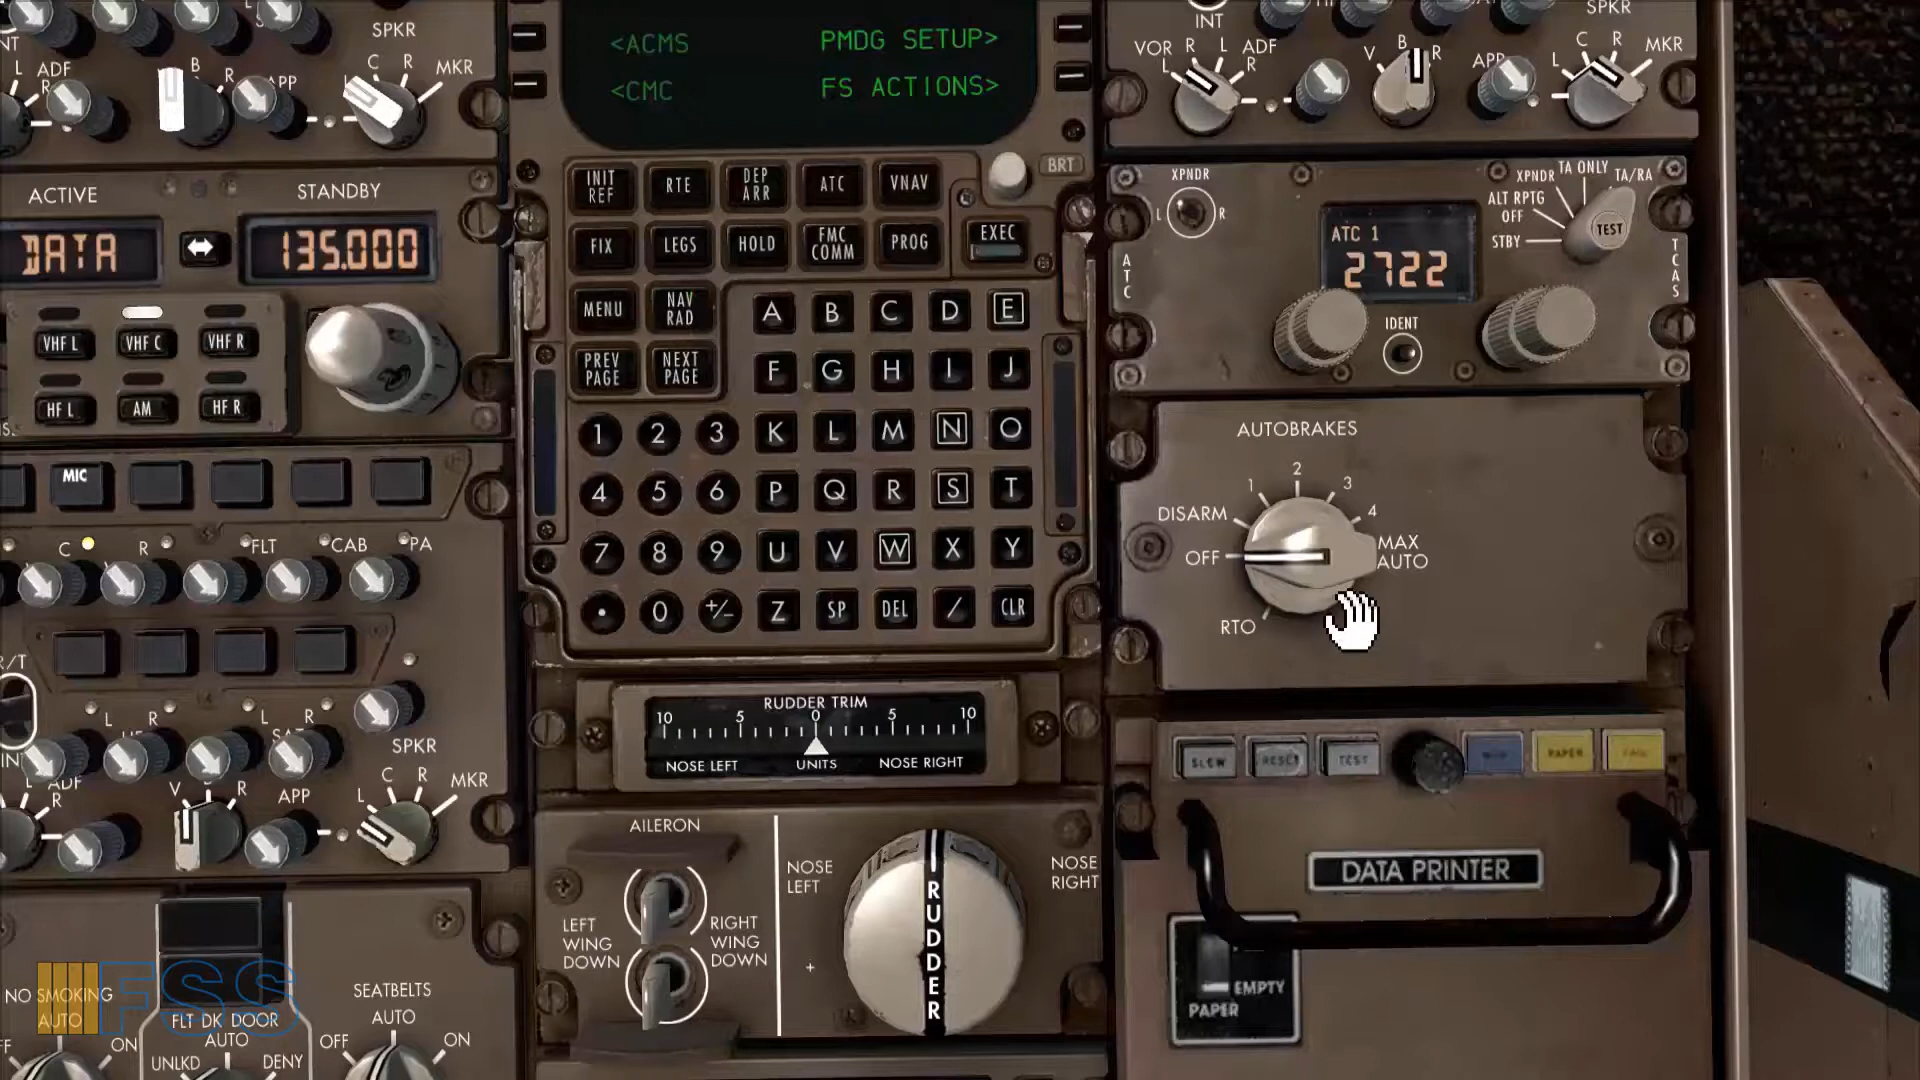 SPKR
L
ADF
R
B
R
APP
L
C
R
MKR
<ACMS
PMDG SETUP>
<CMC
FS ACTIONS>
BRT
INT
SPKR
VOR
L
R
L
ADF
R
V
B
R
APP
L
C
R
MKR
ACTIVE
STANDBY
DATA
135.000
VHF L
VHF C
VHF R
HF L
AM
HF R
INIT REF
RTE
DEP ARR
ATC
VNAV
FIX
LEGS
HOLD
FMC COMM
PROG
EXEC
MENU
NAV RAD
PREV PAGE
NEXT PAGE
A B C D E
F G H I J
1 2 3 K L M N O
4 5 6 P Q R S T
7 8 9 U V W X Y
. 0 +/- Z SP DEL / CLR
XPNDR
L
R
ATC
ATC 1
2722
IDENT
TA ONLY
XPNDR
TA/RA
ALT RPTG
OFF
STBY
TEST
TCAS
AUTOBRAKES
DISARM
1
2
3
4
MAX
AUTO
OFF
RTO
MIC
C
R
FLT
CAB
PA
R/T
L
R
L
R
SPKR
V
R
APP
L
C
R
MKR
RUDDER TRIM
10 5 0 5 10
NOSE LEFT
UNITS
NOSE RIGHT
SLEW
RESET
TEST
PAPER
DATA PRINTER
EMPTY
PAPER
AILERON
LEFT
WING
DOWN
RIGHT
WING
DOWN
NOSE
LEFT
NOSE
RIGHT
RUDDER
FSS
NO SMOKING
AUTO
ON
FLT DK DOOR
AUTO
UNLKD
DENY
SEATBELTS
AUTO
OFF
ON